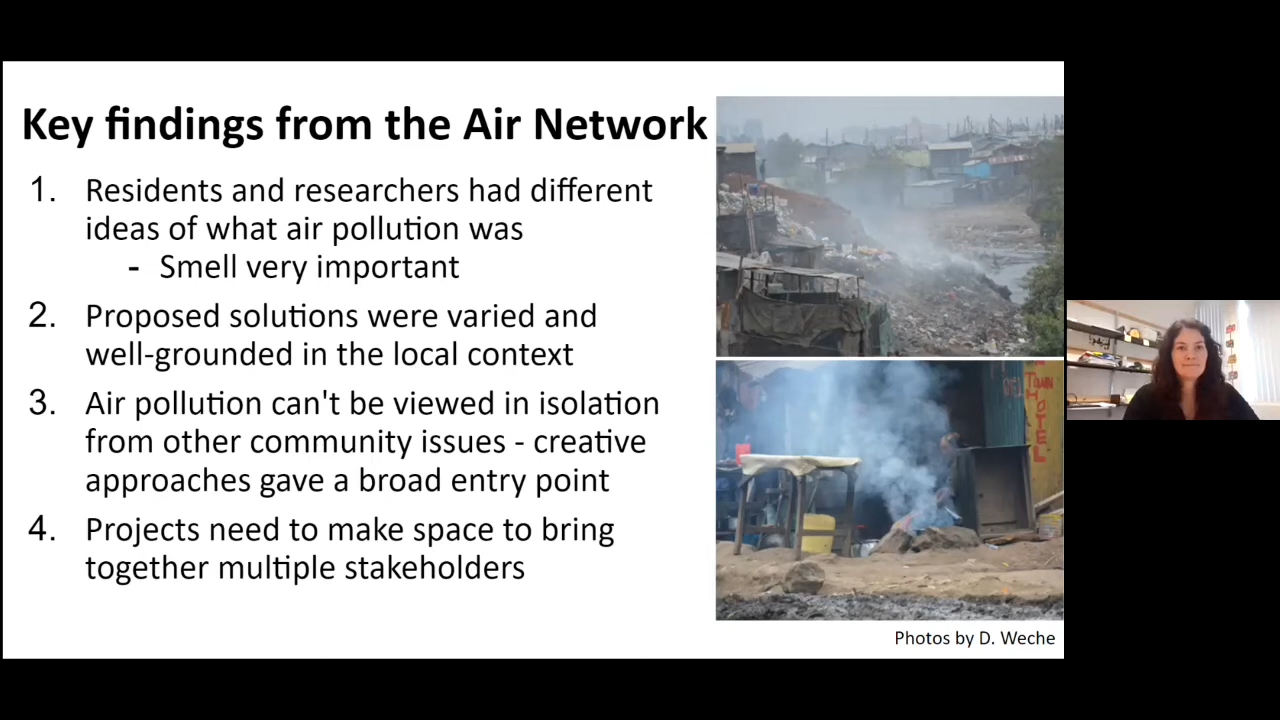 Key findings from the Air Network
1. Residents and researchers had different
ideas of what air pollution was
- Smell very important
2. Proposed solutions were varied and
well-grounded in the local context
3. Air pollution can't be viewed in isolation
from other community issues - creative
approaches gave a broad entry point
4. Projects need to make space to bring
together multiple stakeholders
TOWN
HOTEL
Photos by D. Weche